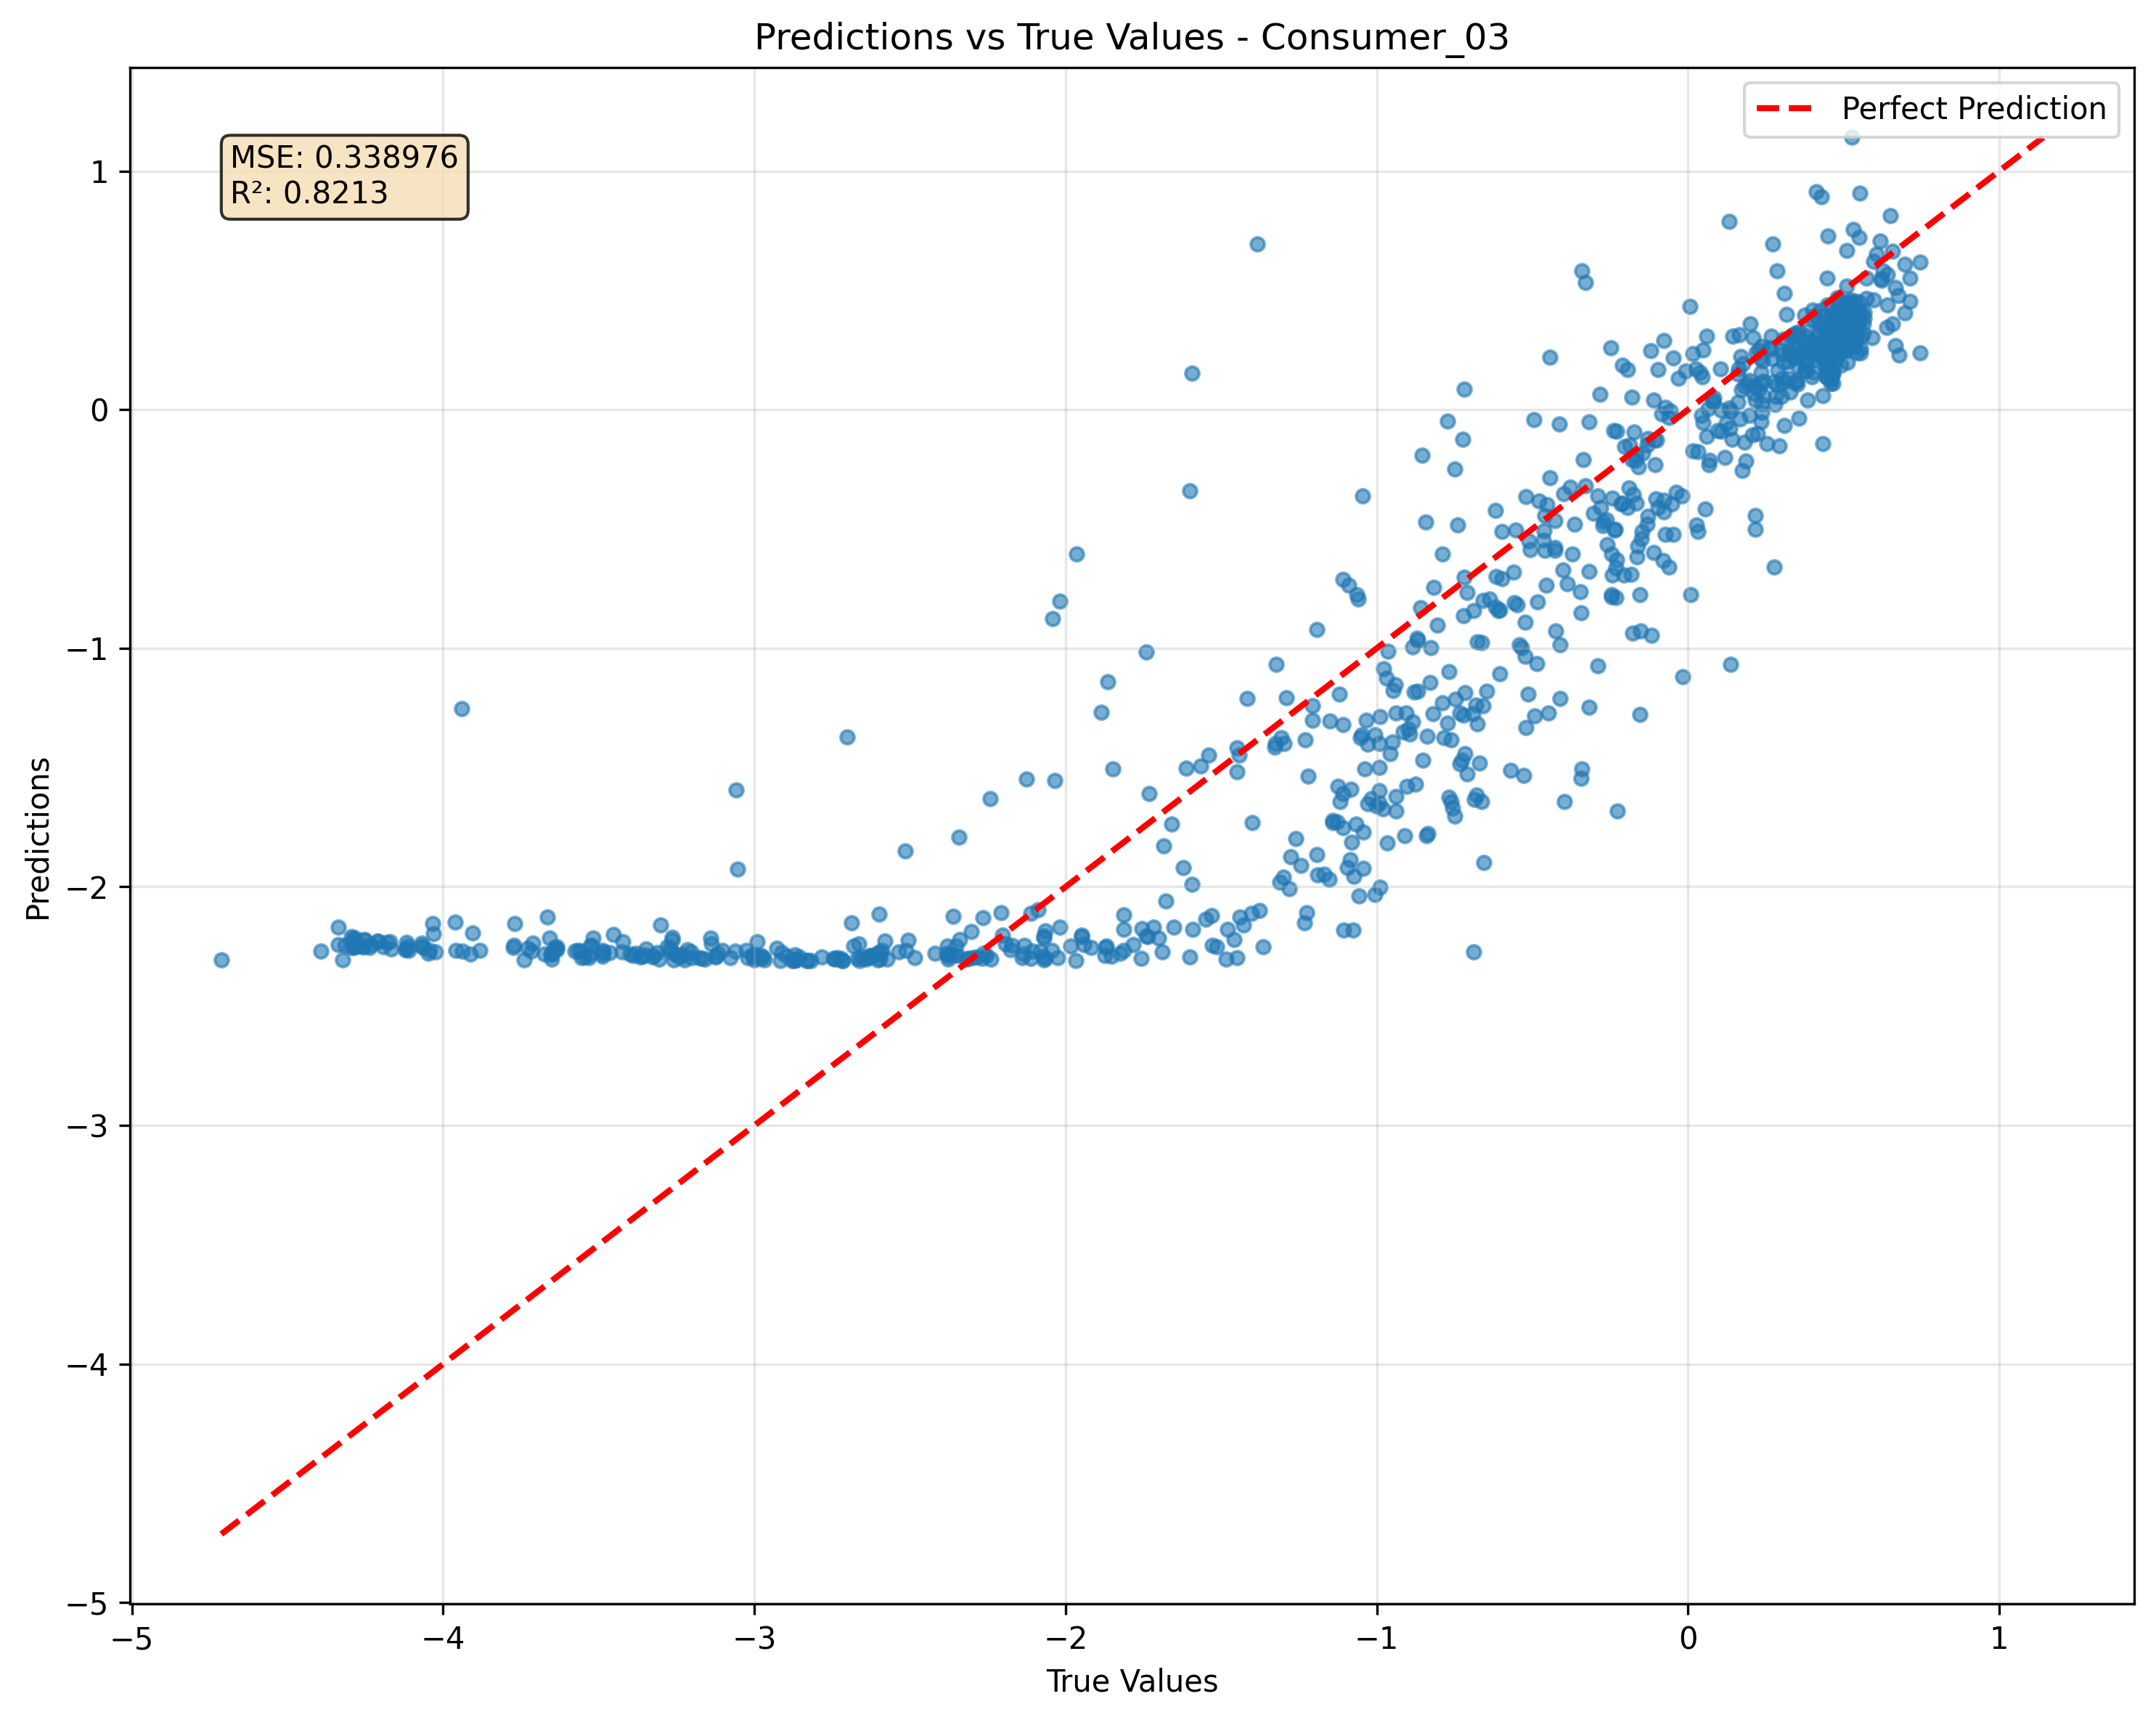 Predictions vs True Values - Consumer_03
Perfect Prediction
MSE: 0.338976
R²: 0.8213
1
0
−1
−2
−3
−4
−5
Predictions
−5 −4 −3 −2 −1 0 1
True Values